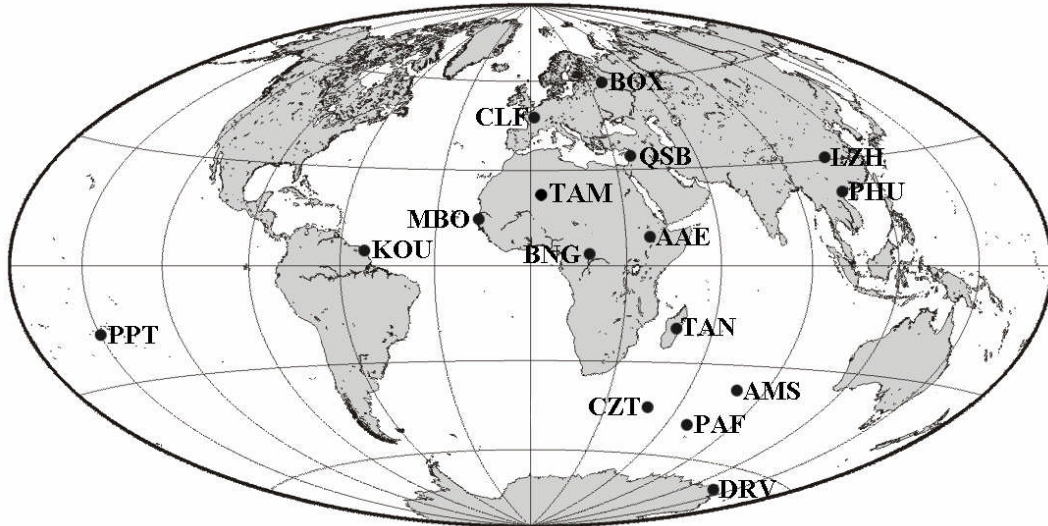 BOX
CLF
QSB
LZH
TAM
PHU
MBO
AAE
KOU
BNG
PPT
TAN
AMS
CZT
PAF
DRV